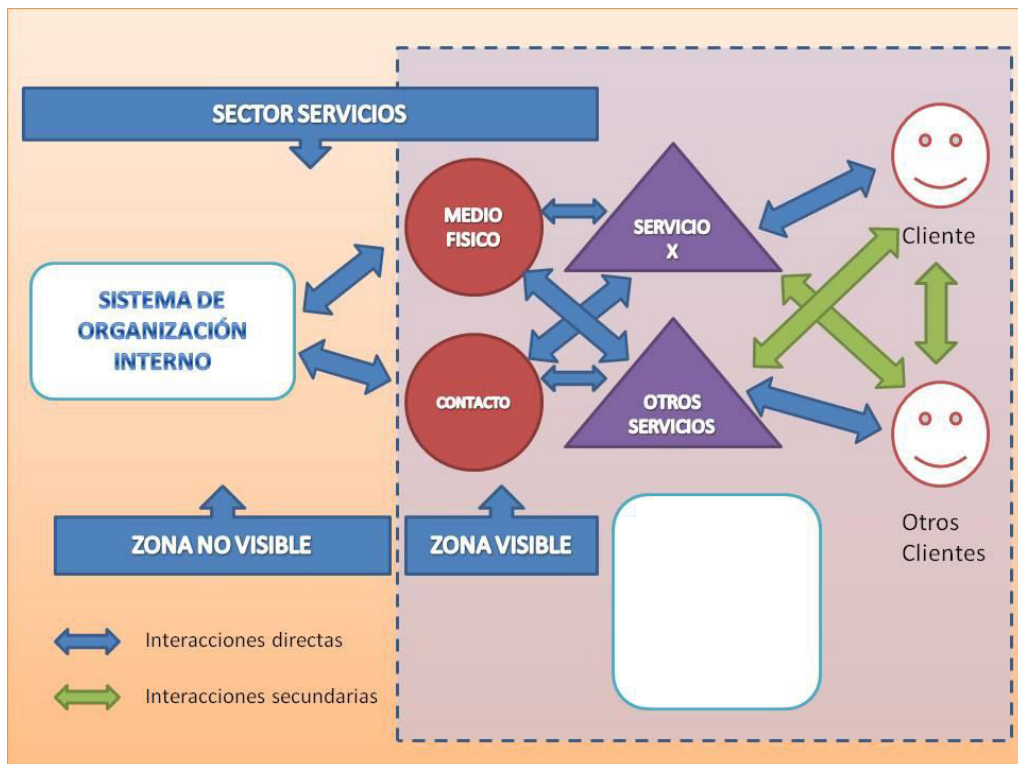 SECTOR SERVICIOS
MEDIO
FISICO
SERVICIO
X
Cliente
SISTEMA DE
ORGANIZACIÓN
INTERNO
CONTACTO
OTROS
SERVICIOS
ZONA NO VISIBLE
ZONA VISIBLE
Otros
Clientes
Interacciones directas
Interacciones secundarias